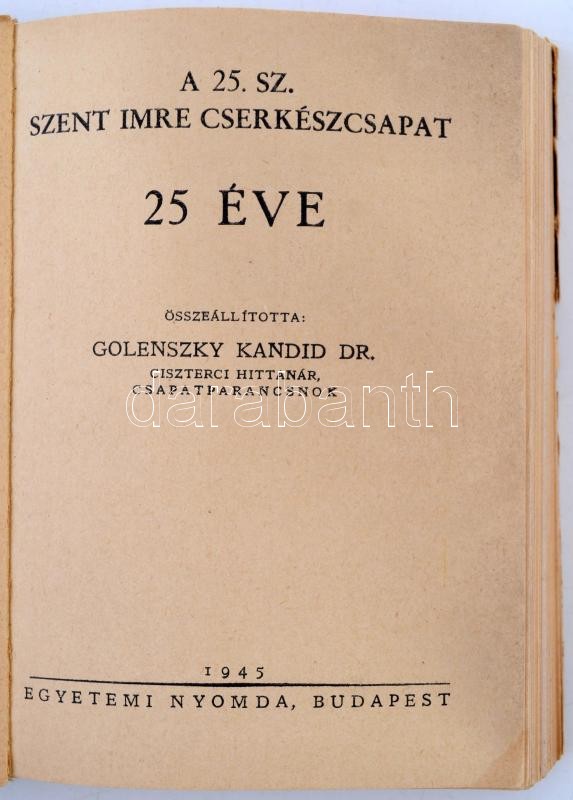 A 25. SZ.
SZENT IMRE CSERKÉSZCSAPAT
25 ÉVE
ÖSSZEÁLLÍTOTTA:
GOLENSZKY KANDID DR.
CISZTERCI HITTANÁR,
CSAPATPARANCSNOK
darabanth
1945
EGYETEMI NYOMDA, BUDAPEST